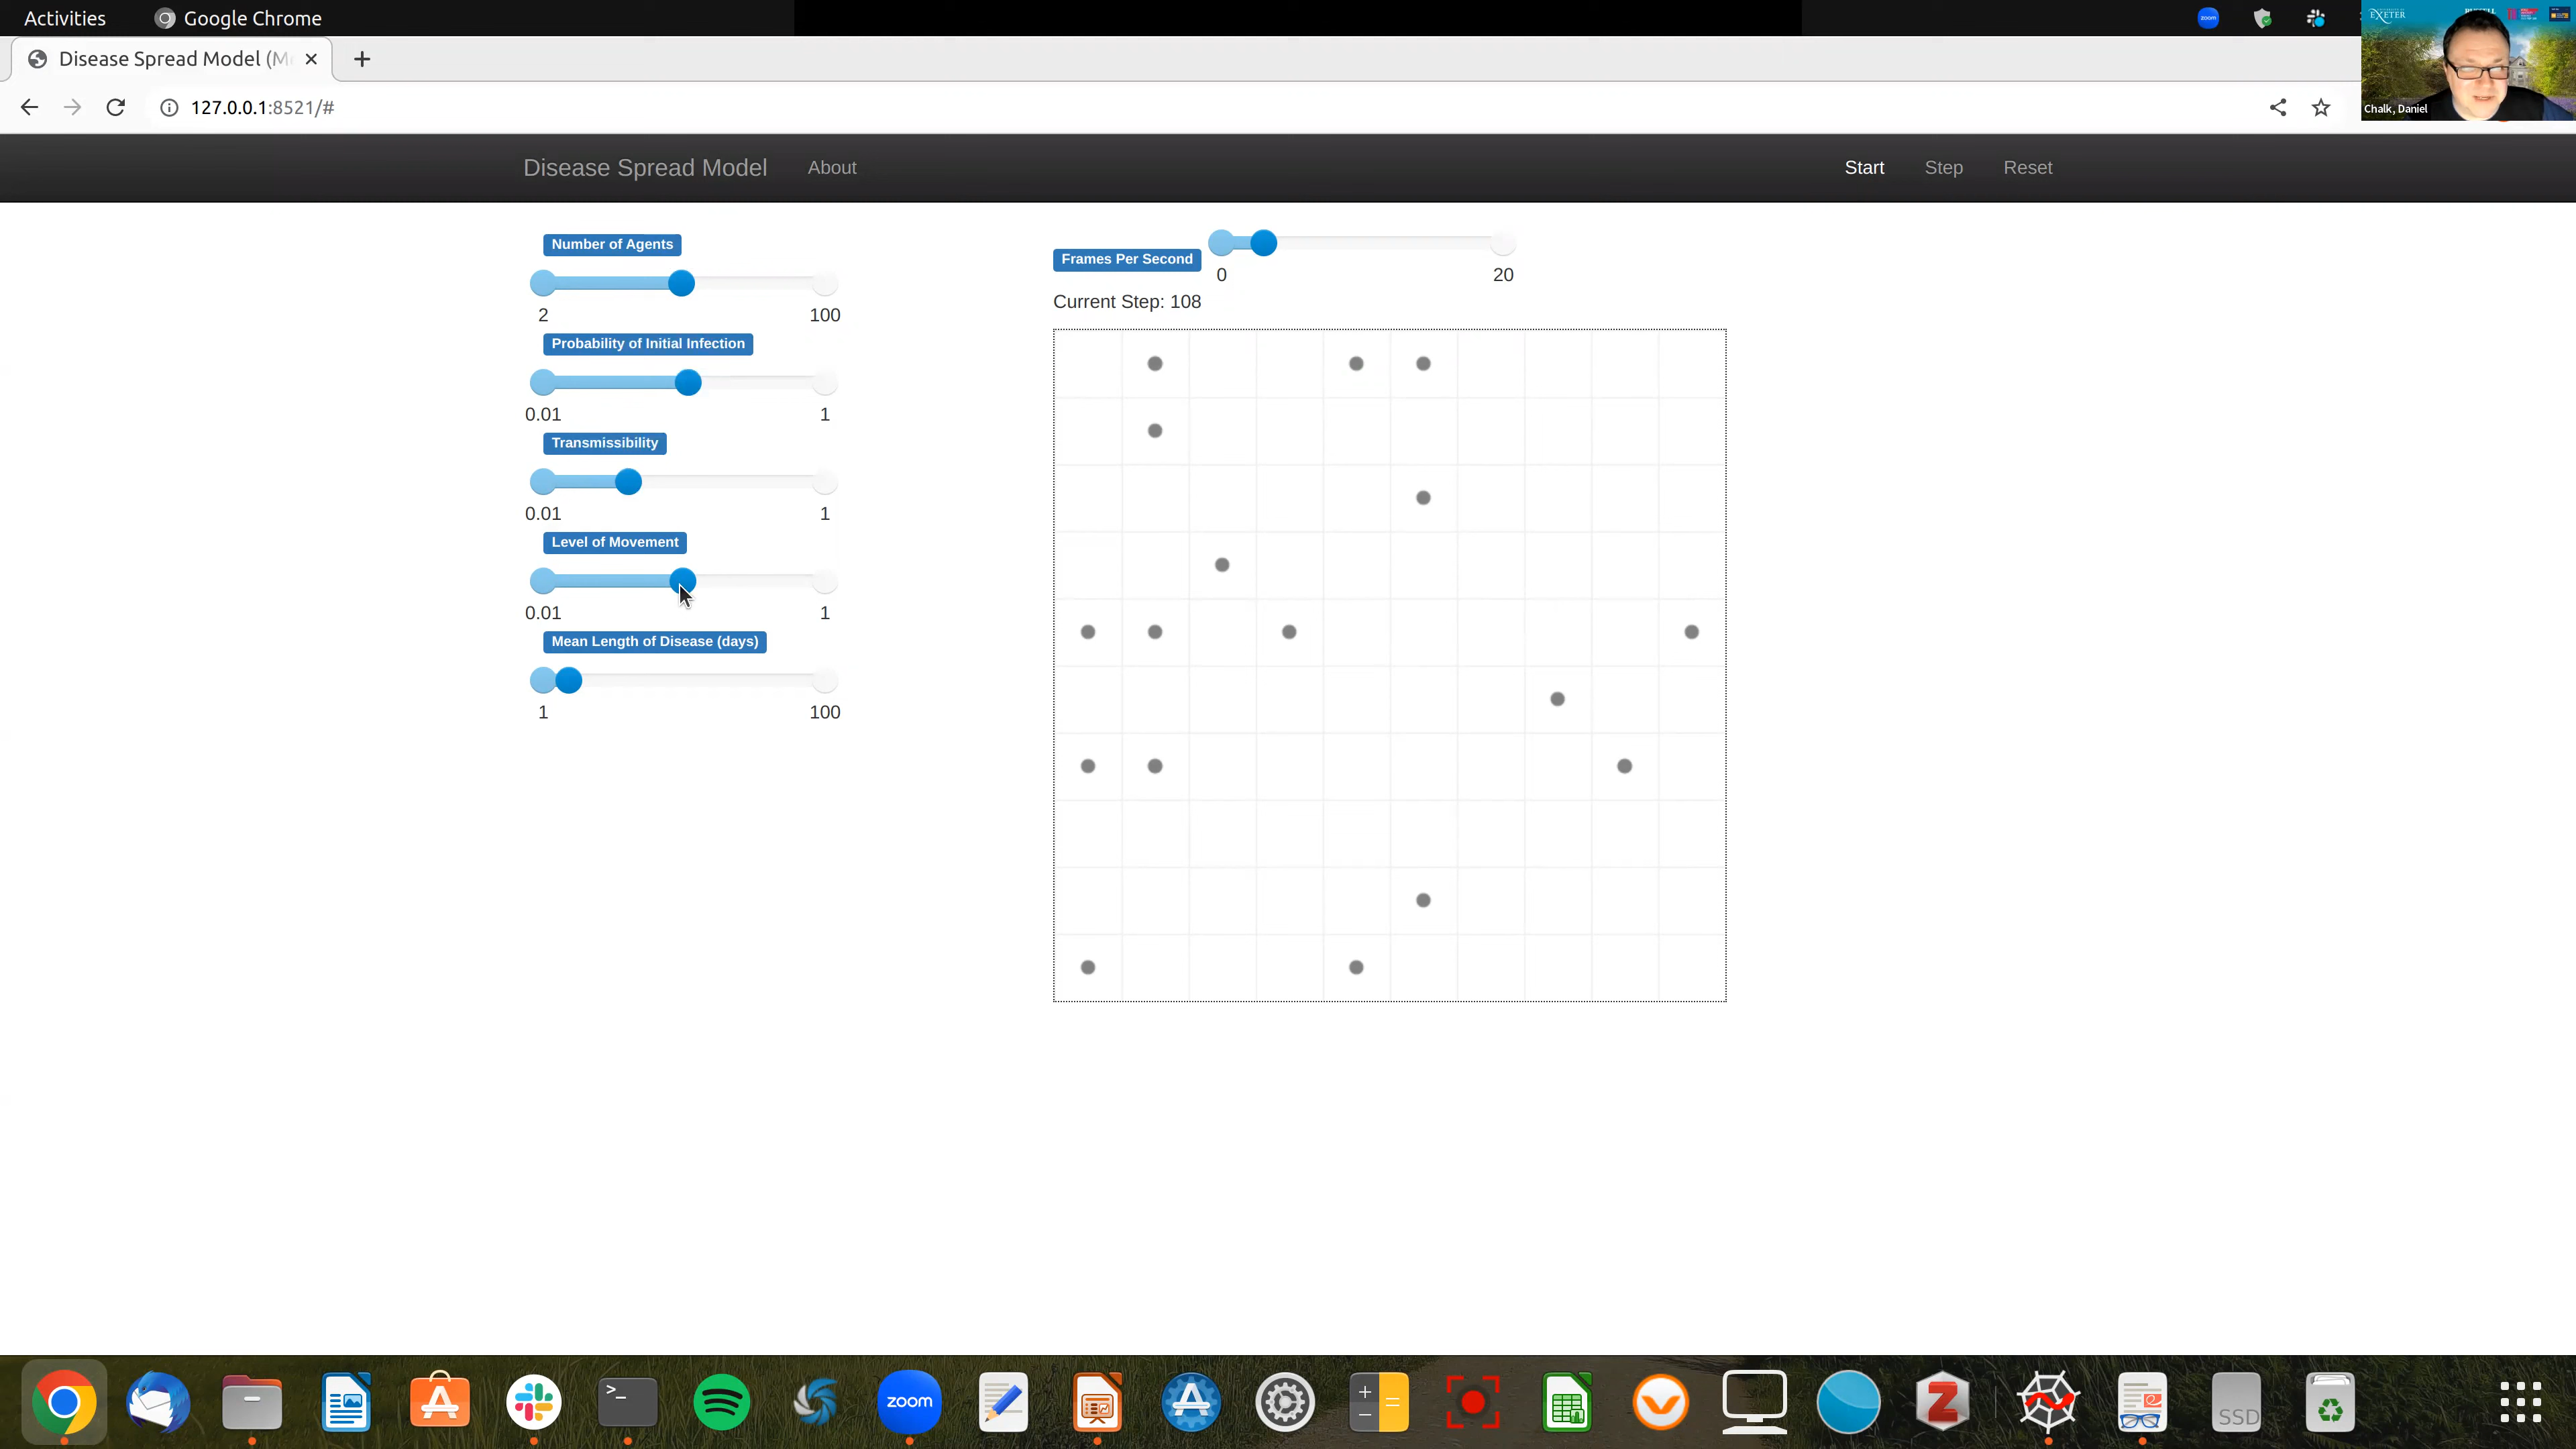 Activities
Google Chrome
zoom
EXETER
Disease Spread Model (M
127.0.0.1:8521/#
Chalk, Daniel
Disease Spread Model
About
Start
Step
Reset
Number of Agents
2
100
Probability of Initial Infection
0.01
1
Transmissibility
0.01
1
Level of Movement
0.01
1
Mean Length of Disease (days)
1
100
Frames Per Second
0
20
Current Step: 108
>_
zoom
Z
SSD